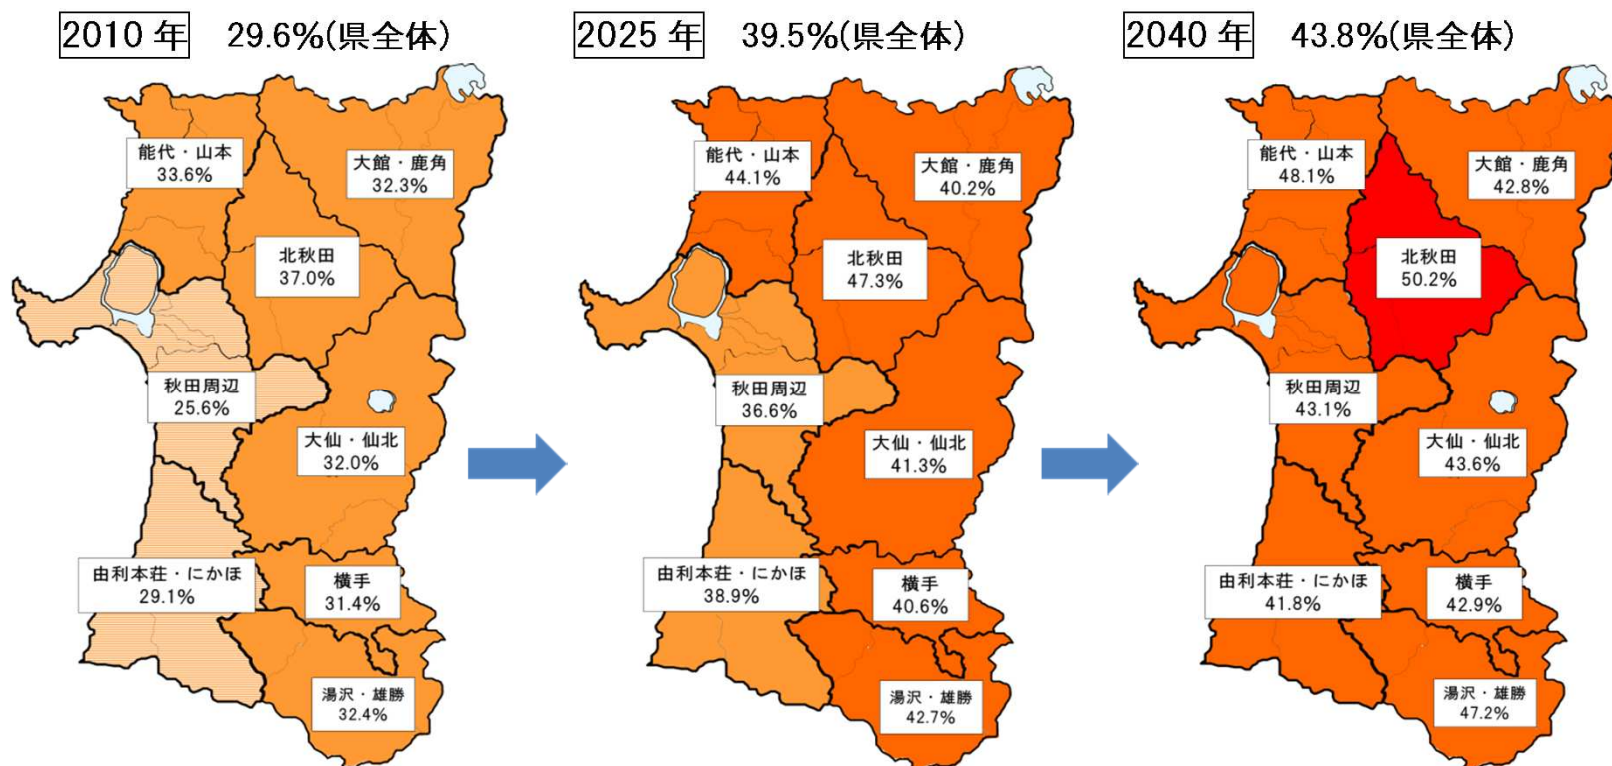 2010 年 29.6%(県全体)
能代・山本
33.6%
大館・鹿角
32.3%
北秋田
37.0%
秋田周辺
25.6%
大仙・仙北
32.0%
由利本荘・にかほ
29.1%
横手
31.4%
湯沢・雄勝
32.4%
2025 年 39.5%(県全体)
能代・山本
44.1%
大館・鹿角
40.2%
北秋田
47.3%
秋田周辺
36.6%
大仙・仙北
41.3%
由利本荘・にかほ
38.9%
横手
40.6%
湯沢・雄勝
42.7%
2040 年 43.8%(県全体)
能代・山本
48.1%
大館・鹿角
42.8%
北秋田
50.2%
秋田周辺
43.1%
大仙・仙北
43.6%
由利本荘・にかほ
41.8%
横手
42.9%
湯沢・雄勝
47.2%